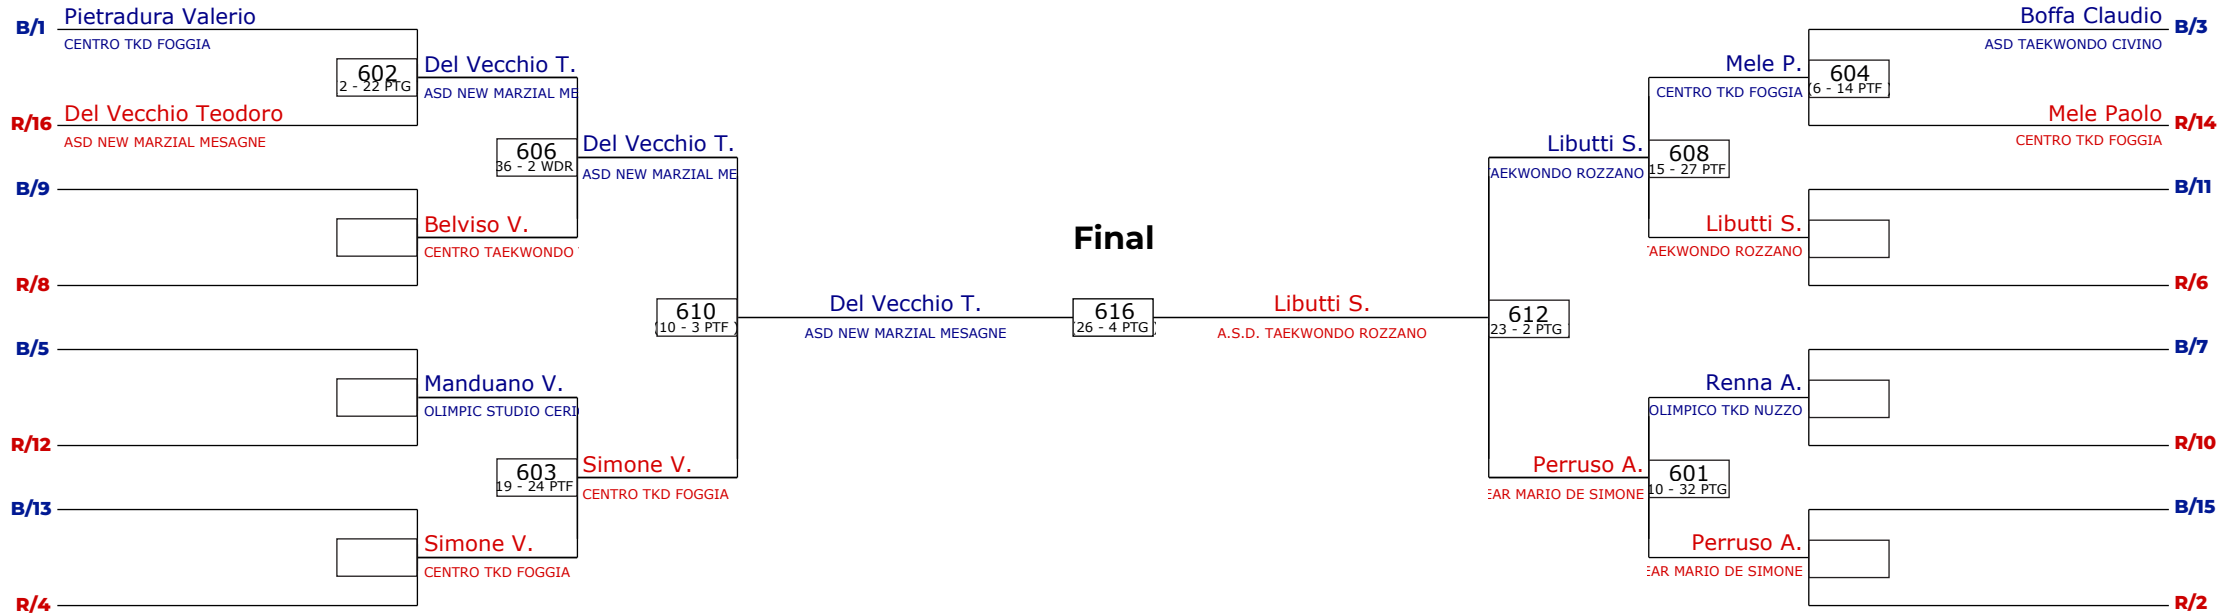 B/1 Pietradura Valerio
CENTRO TKD FOGGIA
602
2 - 22 PTG
Del Vecchio T.
ASD NEW MARZIAL ME
R/16 Del Vecchio Teodoro
ASD NEW MARZIAL MESAGNE
606
36 - 2 WDR
Del Vecchio T.
ASD NEW MARZIAL ME
B/9
Belviso V.
CENTRO TAEKWONDO
R/8
610
(10 - 3 PTF )
B/5
Manduano V.
OLIMPIC STUDIO CERI
R/12
603
19 - 24 PTF
Simone V.
CENTRO TKD FOGGIA
B/13
Simone V.
CENTRO TKD FOGGIA
R/4
Final
Del Vecchio T.
ASD NEW MARZIAL MESAGNE
616
(26 - 4 PTG)
Libutti S.
A.S.D. TAEKWONDO ROZZANO
Boffa Claudio B/3
ASD TAEKWONDO CIVINO
Mele P.
CENTRO TKD FOGGIA
604
(6 - 14 PTF )
Mele Paolo R/14
CENTRO TKD FOGGIA
Libutti S.
TAEKWONDO ROZZANO
608
15 - 27 PTF
B/11
Libutti S.
TAEKWONDO ROZZANO
R/6
612
23 - 2 PTG
B/7
Renna A.
OLIMPICO TKD NUZZO
R/10
Perruso A.
EAR MARIO DE SIMONE
601
10 - 32 PTG
B/15
Perruso A.
EAR MARIO DE SIMONE
R/2